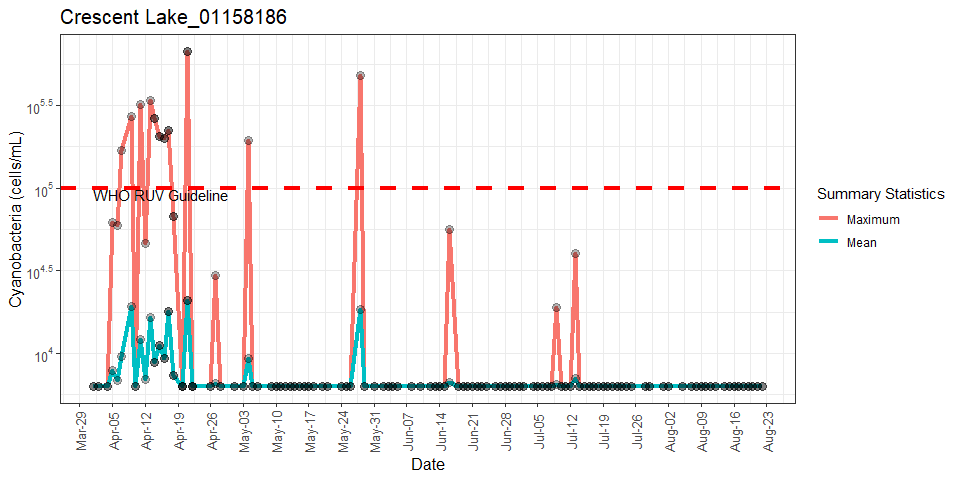 Crescent Lake_01158186
Cyanobacteria (cells/mL)
10^5.5
10^5
10^4.5
10^4
WHO RUV Guideline
Summary Statistics
Maximum
Mean
Mar-29
Apr-05
Apr-12
Apr-19
Apr-26
May-03
May-10
May-17
May-24
May-31
Jun-07
Jun-14
Jun-21
Jun-28
Jul-05
Jul-12
Jul-19
Jul-26
Aug-02
Aug-09
Aug-16
Aug-23
Date